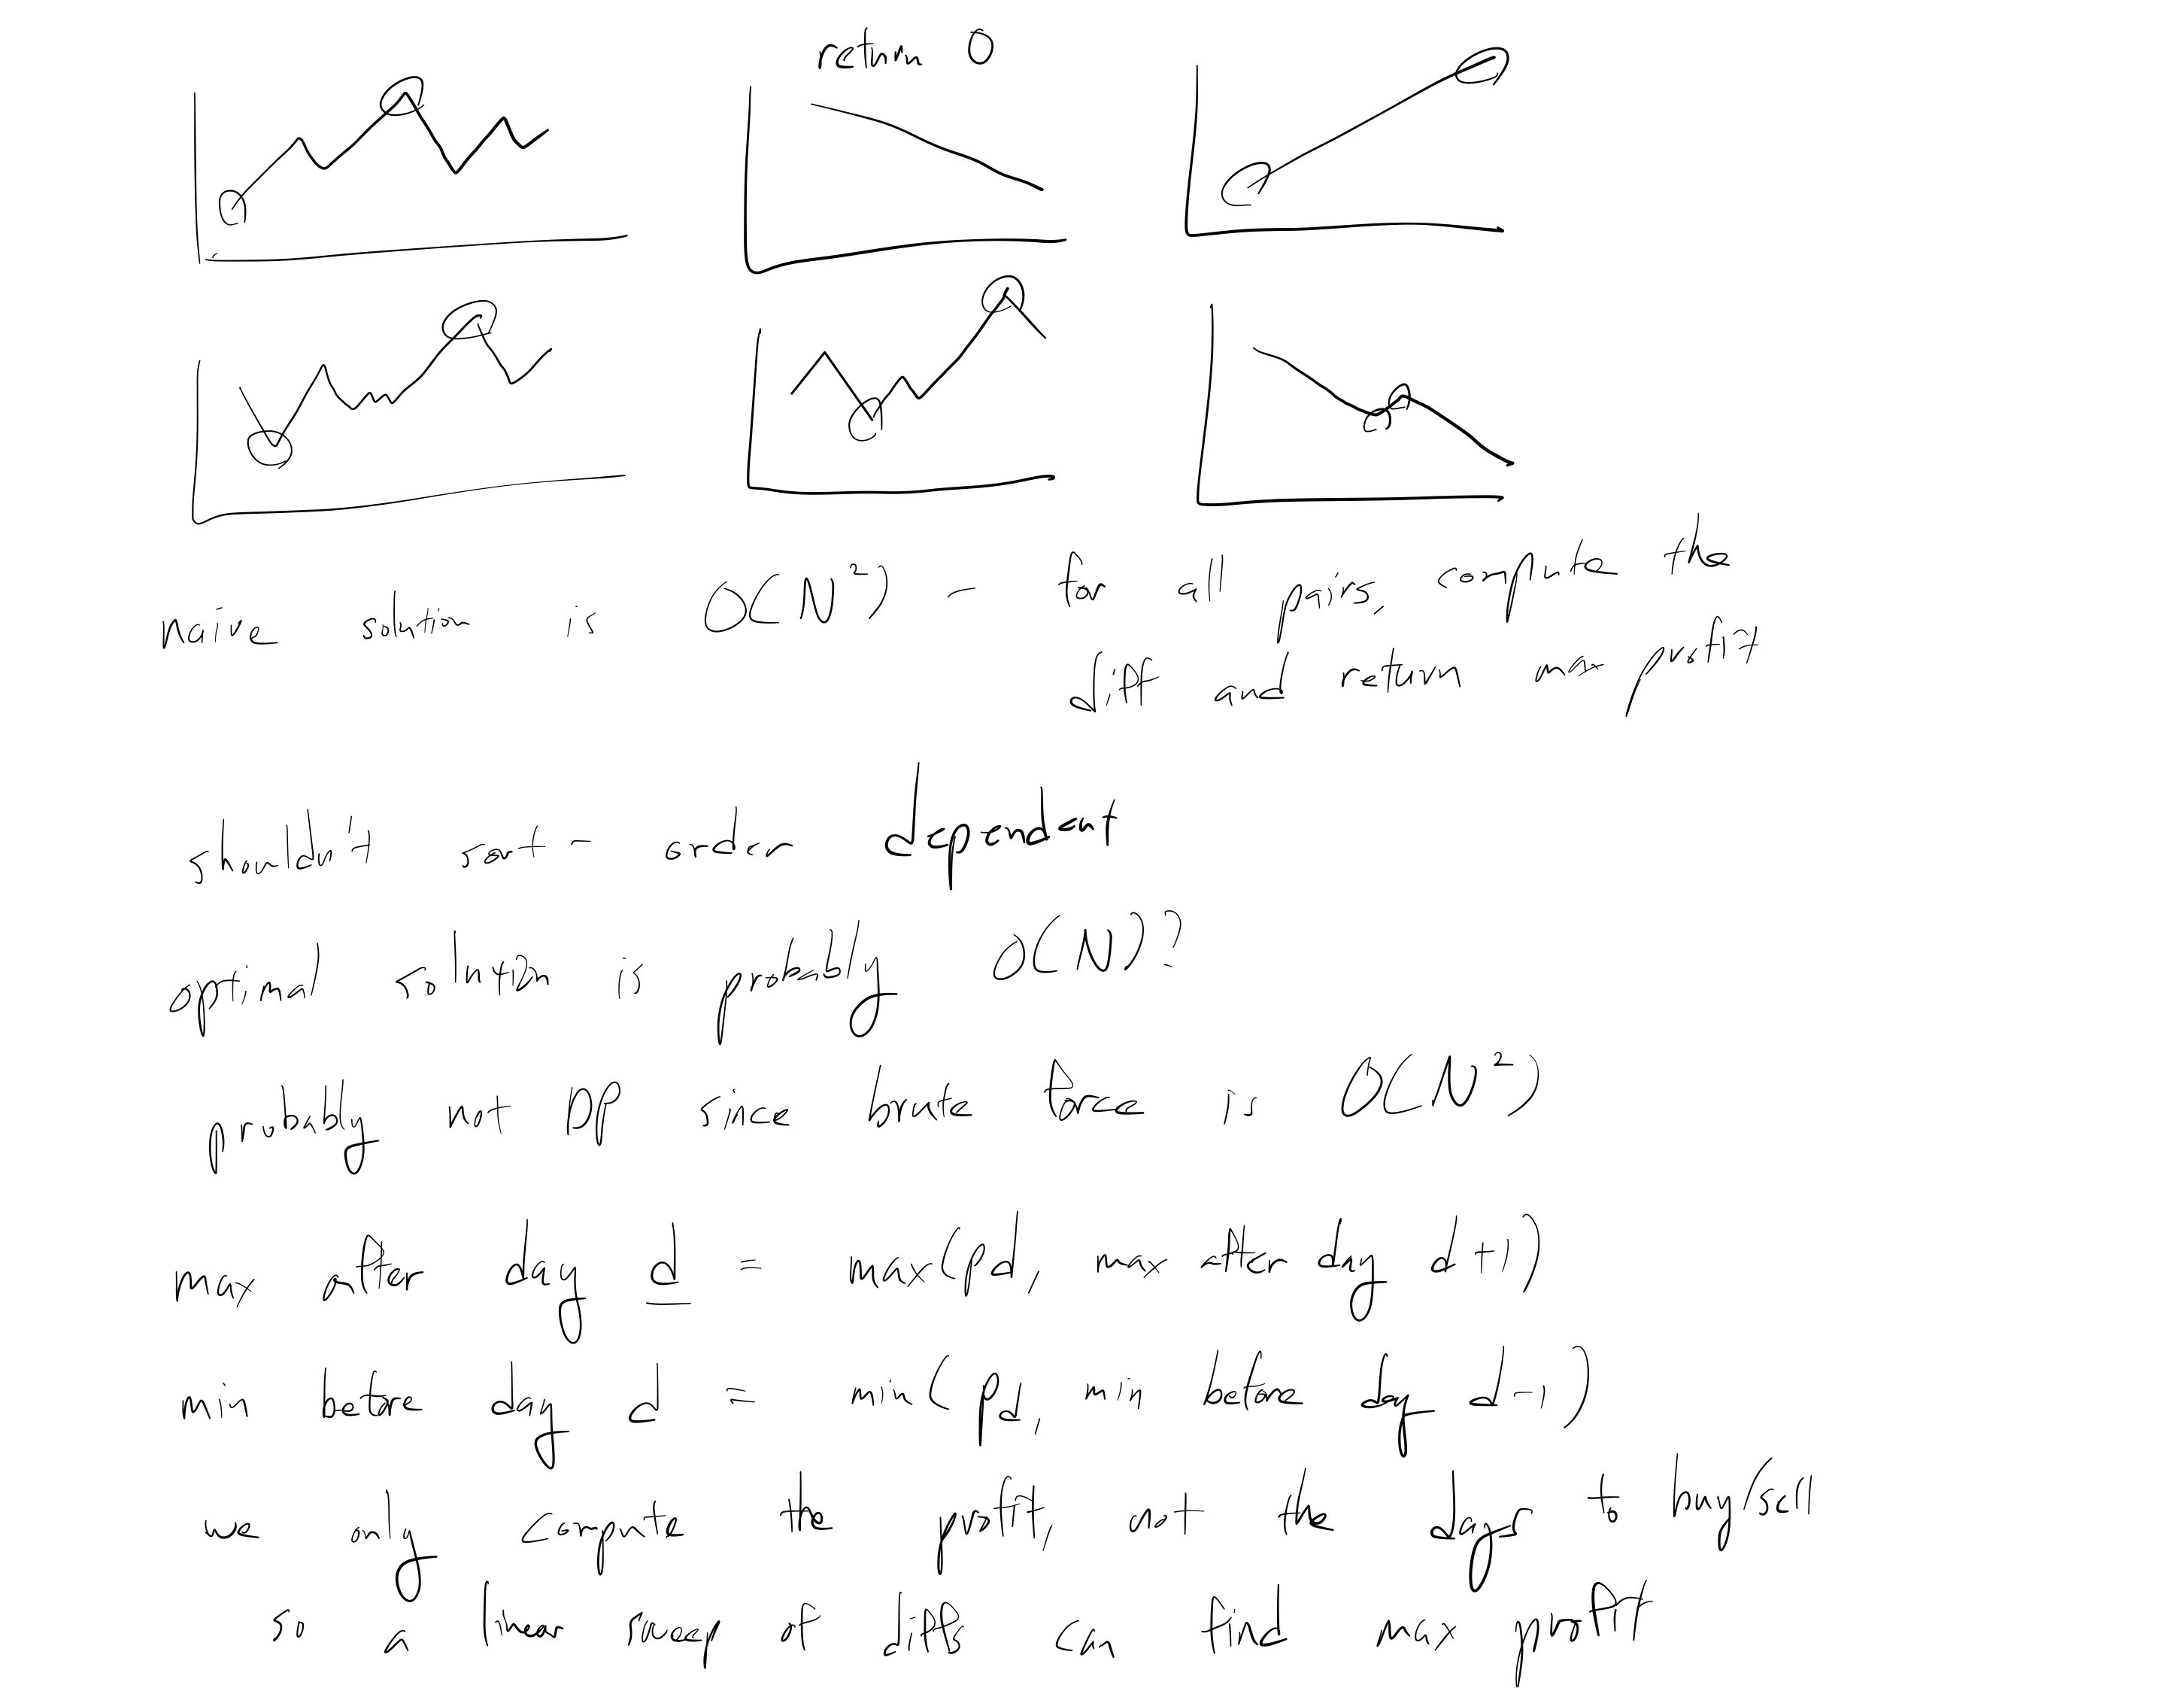 return 0
naive solution is O(N²) - for all pairs, compute the
diff and return max profit
shouldn't sort - order dependent
optimal solution is probably O(N)?
probably not DP since brute force is O(N²)
max after day d = max(pd, max after day d+1)
min before day d = min(pd, min before day d-1)
we only compute the profit, not the days to buy/sell
so a linear sweep of diffs can find max profit